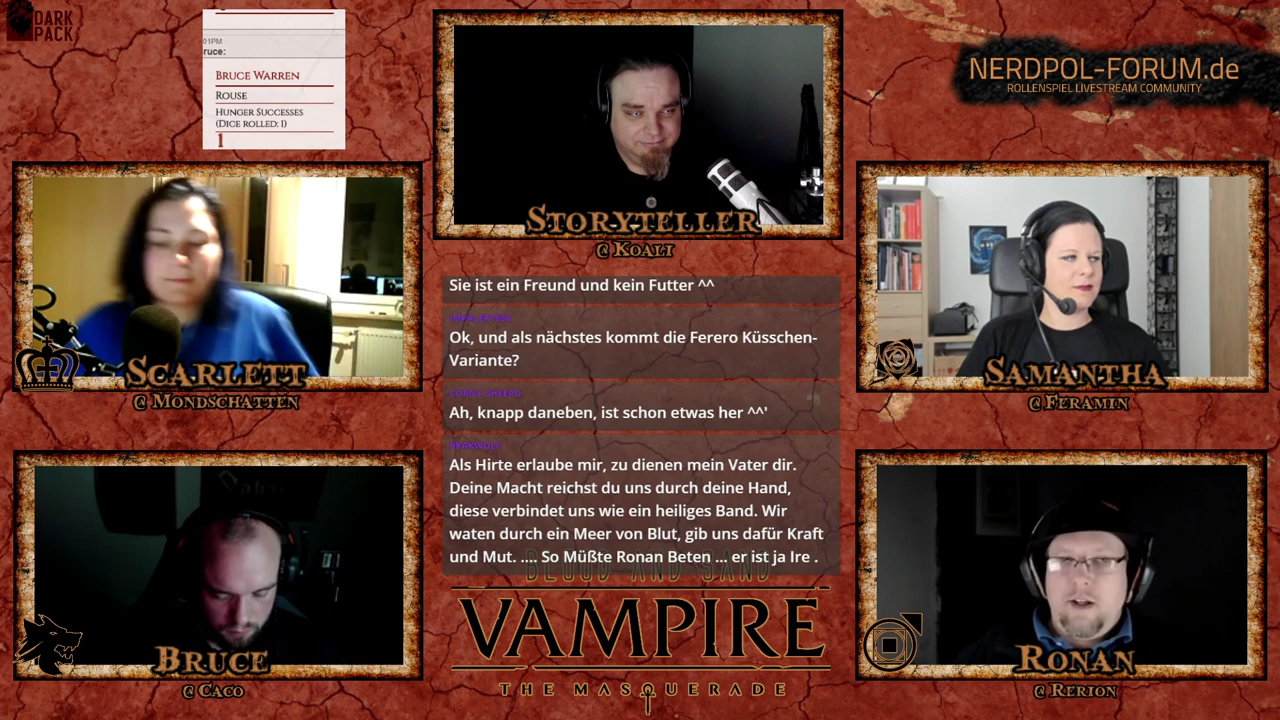 DARK
PACK
01PM
ruce:
BRUCE WARREN
ROUSE
HUNGER SUCCESSES
(DICE ROLLED: 1)
1
NERDPOL-FORUM.de
ROLLENSPIEL LIVESTREAM COMMUNITY
STORYTELLER
@ KOALI
SCARLETT
@ MONDSCHATTEN
SAMANTHA
@ FERAMIN
Sie ist ein Freund und kein Futter ^^
Ok, und als nächstes kommt die Ferero Küsschen-
Variante?
Ah, knapp daneben, ist schon etwas her ^^'
Als Hirte erlaube mir, zu dienen mein Vater dir.
Deine Macht reichst du uns durch deine Hand,
diese verbindet uns wie ein heiliges Band. Wir
waten durch ein Meer von Blut, gib uns dafür Kraft
und Mut. .... So Müßte Ronan Beten ... er ist ja Ire .
BLOOD AND SAND
VAMPIRE
THE MASQUERADE
BRUCE
@ CACO
RONAN
@ RERION